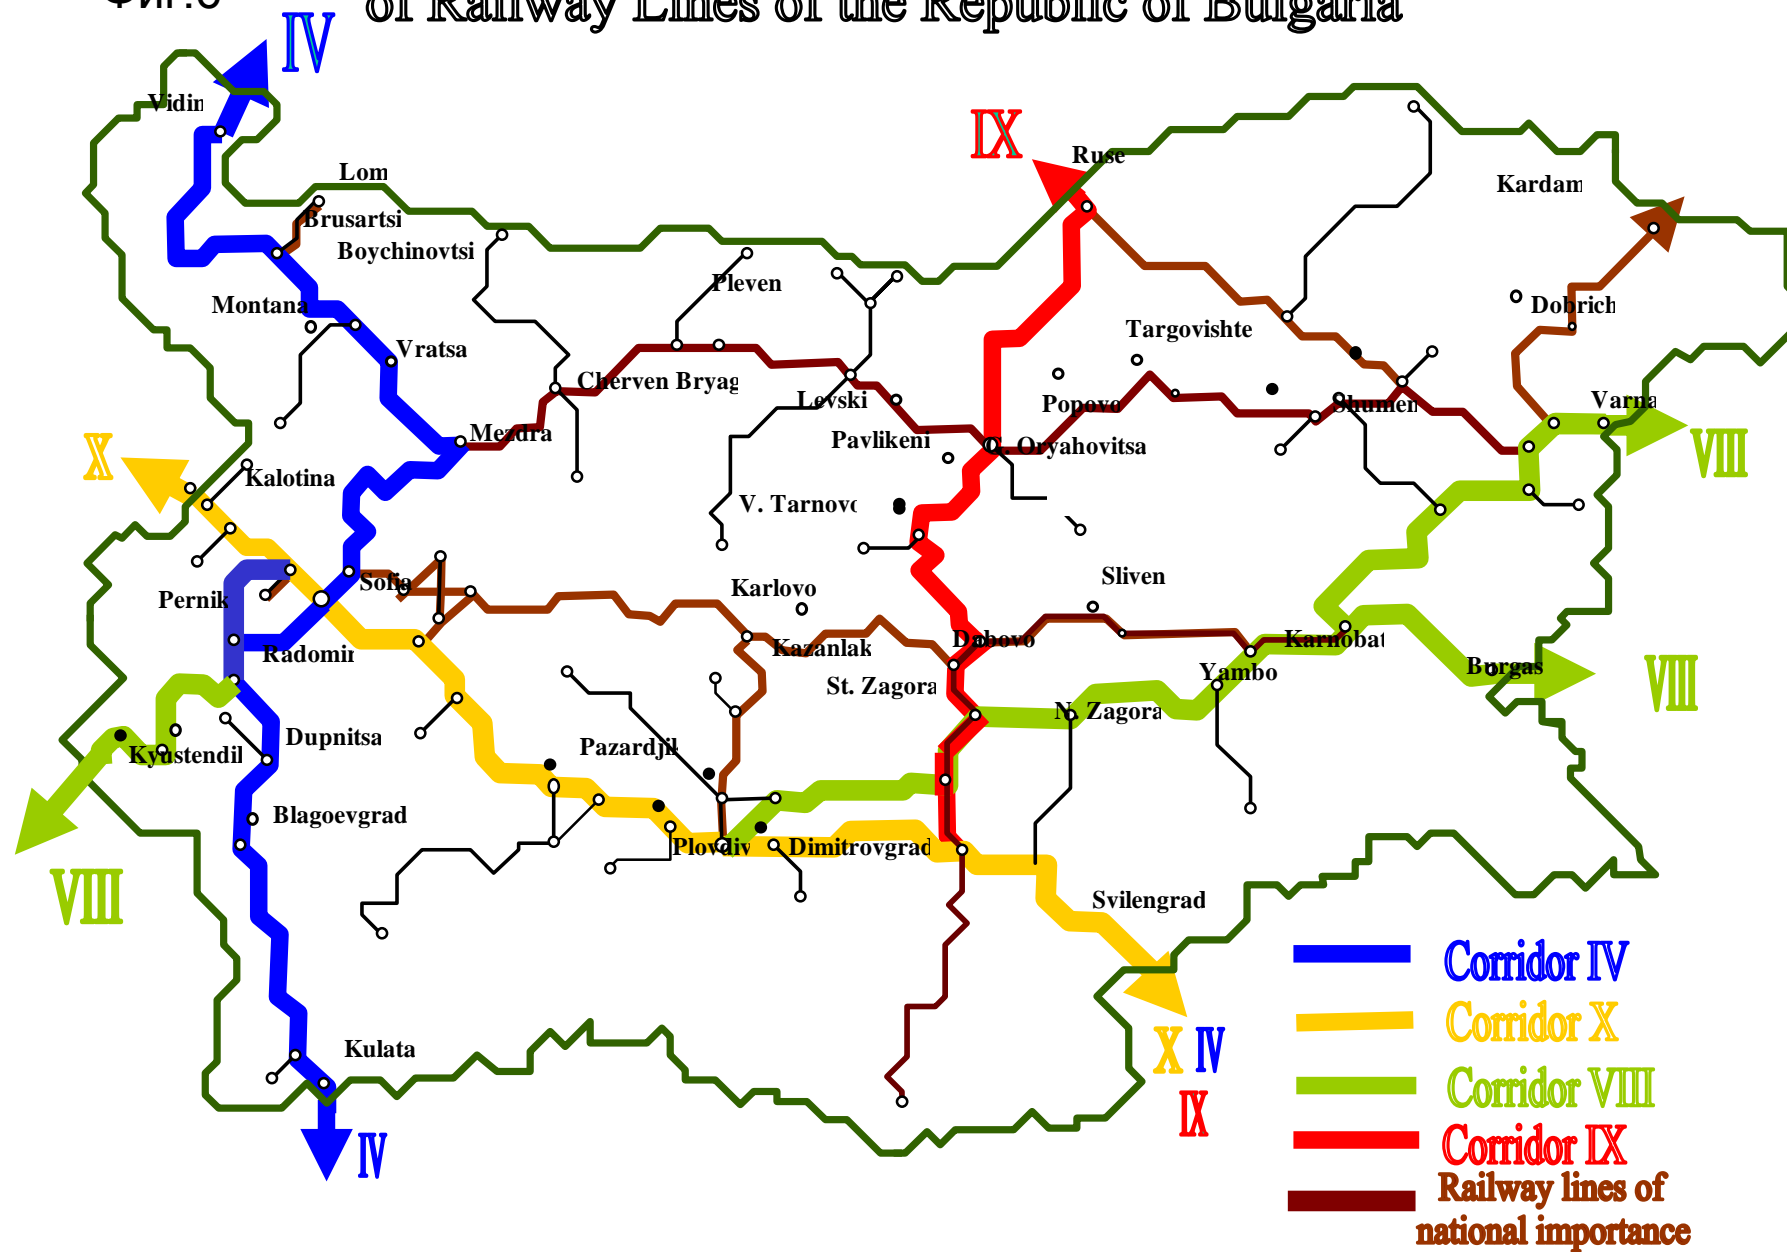 Фиг.6
of Railway Lines of the Republic of Bulgaria
IV
Vidin
IX
Ruse
Lom
Kardam
Brusartsi
Boychinovtsi
Pleven
Montana
Dobrich
Targovishte
Vratsa
Cherven Bryag
Levski
Popovo
Shumen
Varna
Mezdra
Pavlikeni
G. Oryahovitsa
VIII
X
Kalotina
V. Tarnovo
Sofia
Karlovo
Sliven
Pernik
Radomir
Kazanlak
Dabovo
Karnobat
Yambo
Burgas
VIII
St. Zagora
N. Zagora
Dupnitsa
Pazardjik
Kyustendil
Blagoevgrad
Plovdiv
Dimitrovgrad
VIII
Svilengrad
Corridor IV
Corridor X
X IV
Kulata
Corridor VIII
IX
IV
Corridor IX
Railway lines of
national importance